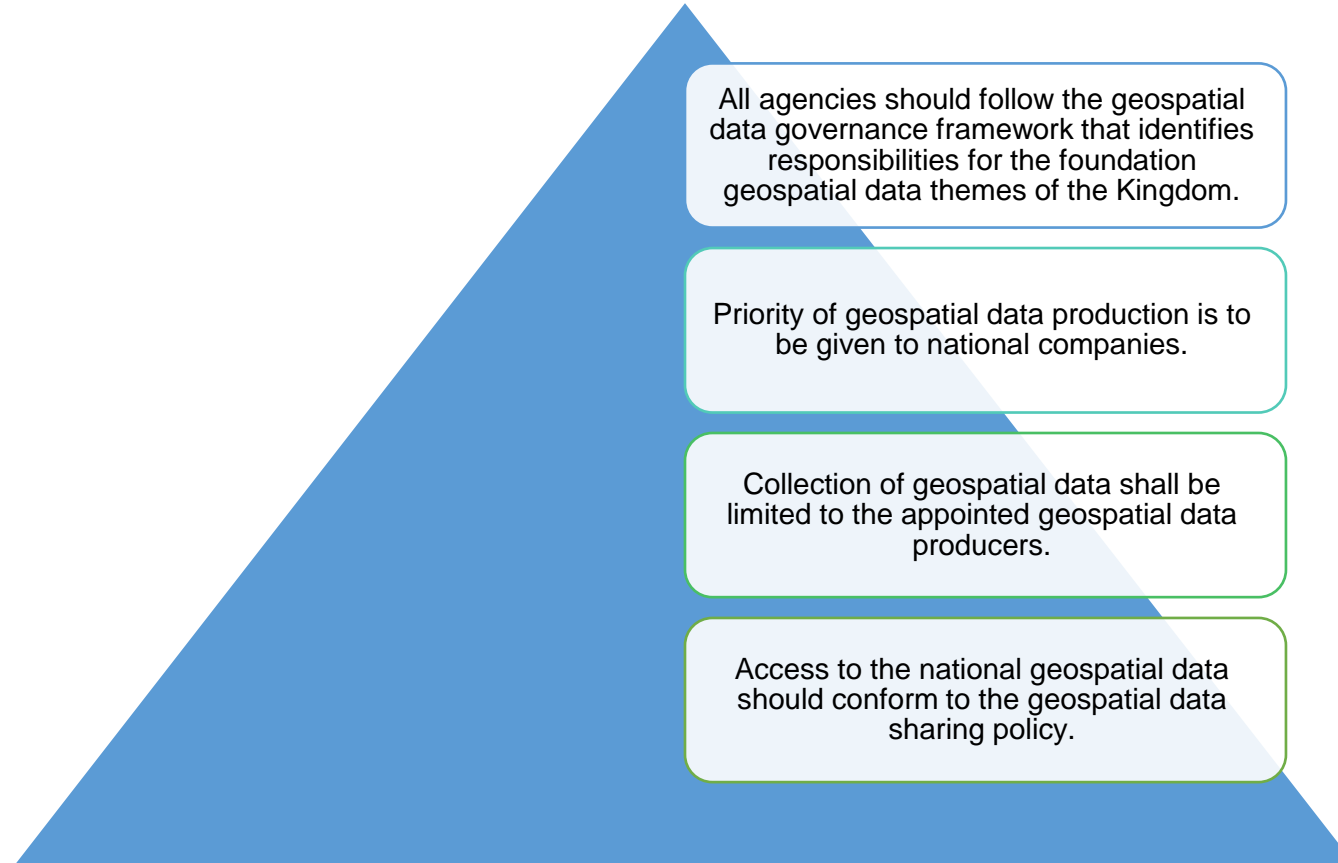 All agencies should follow the geospatial
data governance framework that identifies
responsibilities for the foundation
geospatial data themes of the Kingdom.
Priority of geospatial data production is to
be given to national companies.
Collection of geospatial data shall be
limited to the appointed geospatial data
producers.
Access to the national geospatial data
should conform to the geospatial data
sharing policy.